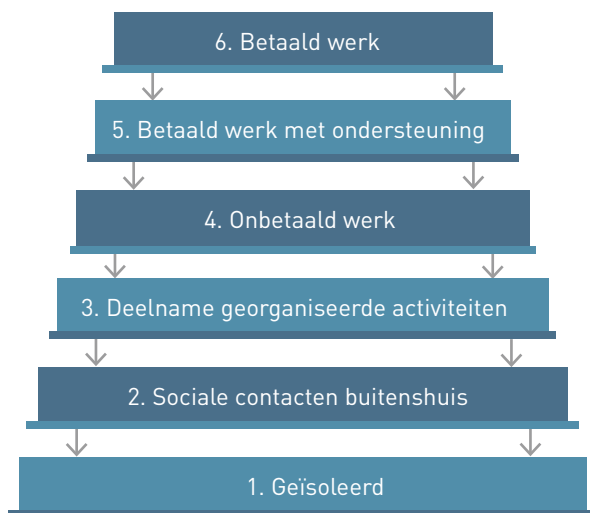 6. Betaald werk
5. Betaald werk met ondersteuning
4. Onbetaald werk
3. Deelname georganiseerde activiteiten
2. Sociale contacten buitenshuis
1. Geïsoleerd